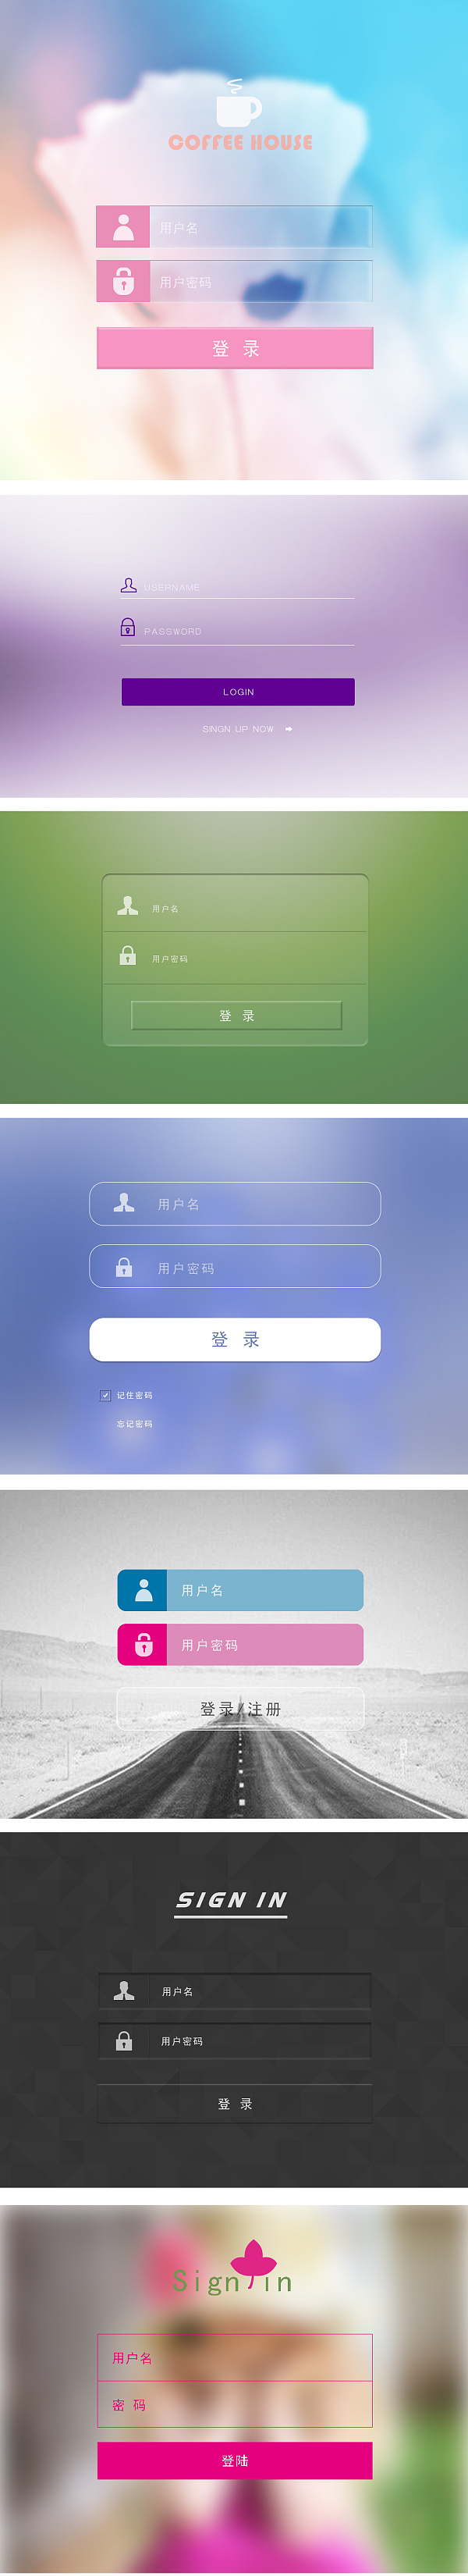 COFFEE HOUSE
用户名
用户密码
登 录
USERNAME
PASSWORD
LOGIN
SINGN UP NOW
用户名
用户密码
登 录
用户名
用户密码
登 录
记住密码
忘记密码
用户名
用户密码
登录/注册
SIGN IN
用户名
用户密码
登 录
Sign in
用户名
密 码
登陆